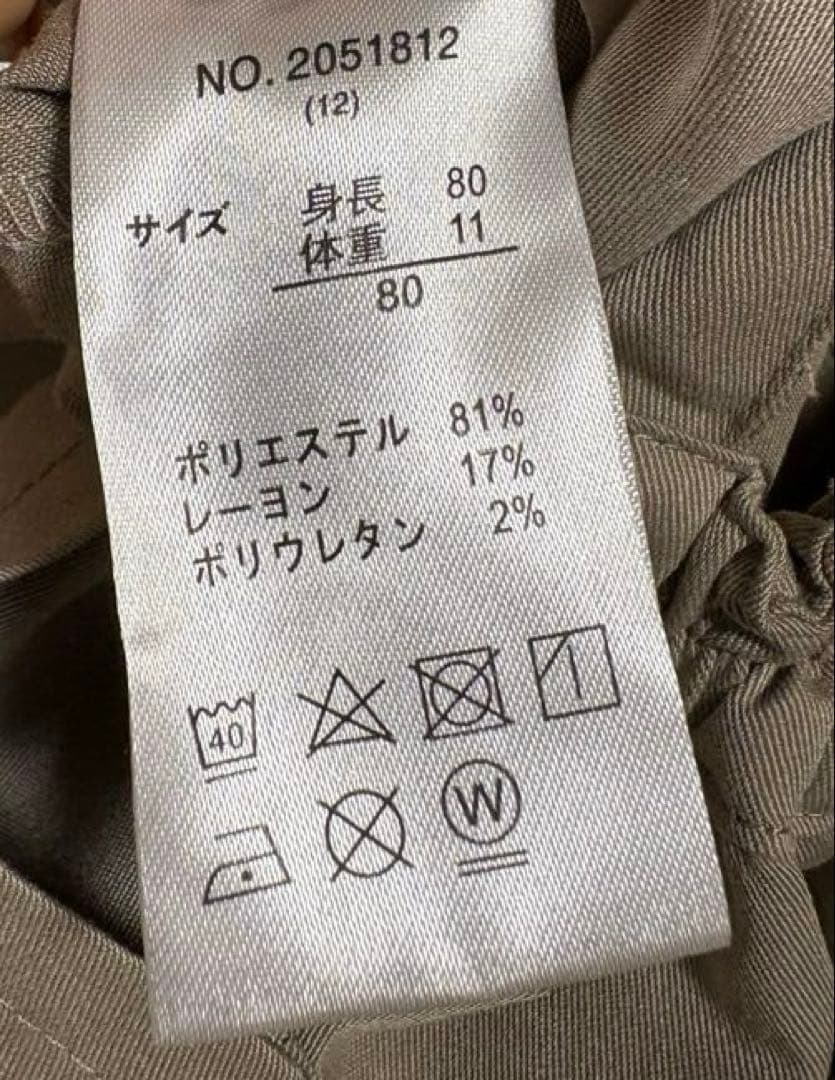 NO. 2051812
(12)
サイズ 身長 80
体重 11
80
ポリエステル 81%
レーヨン 17%
ポリウレタン 2%
40
W